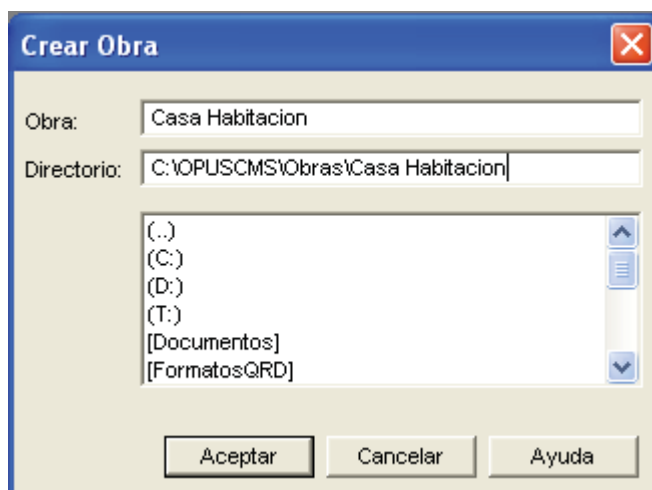 Crear Obra
Obra: Casa Habitacion
Directorio: C:\OPUSCMS\Obras\Casa Habitacion
(..)
(C:)
(D:)
(T:)
[Documentos]
[FormatosQRD]
Aceptar Cancelar Ayuda